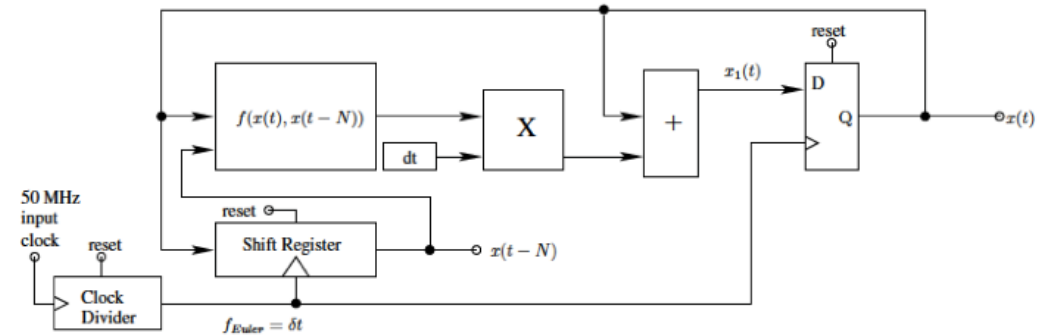 reset
x₁(t)
D
Q
x(t)
f(x(t), x(t − N))
X
+
dt
50 MHz
input
clock
reset
reset
Shift Register
x(t − N)
Clock
Divider
f_Euler = δt